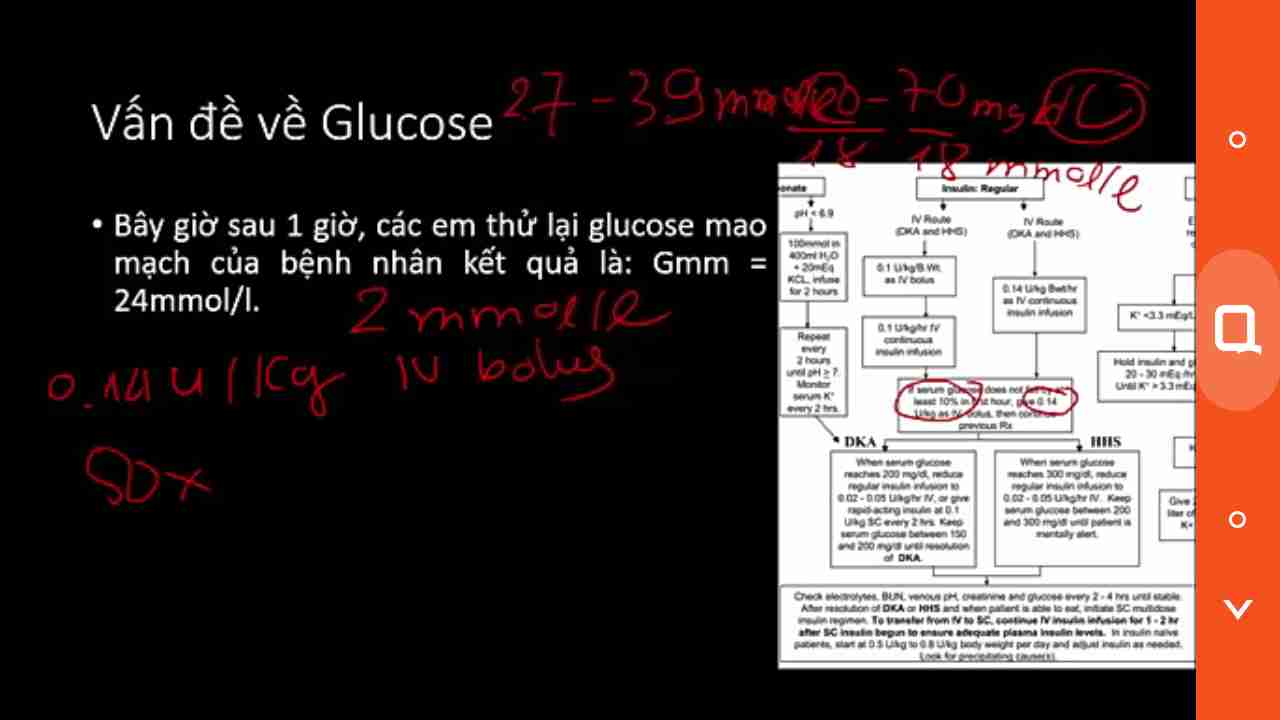 Vấn đề về Glucose
27 - 39
- 70 mg
18 18 mmol/l
• Bây giờ sau 1 giờ, các em thử lại glucose mao
mạch của bệnh nhân kết quả là: Gmm =
24mmol/l.
2 mmol/l
0.14 u/kg IV bolus
onate
pH < 6.9
100mmol in
400ml H₂O
+ 20mEq
KCL, infuse
for 2 hours
Repeat
every
2 hours
until pH ≥ 7.
Monitor
serum K⁺
every 2 hrs.
Insulin: Regular
IV Route
(DKA and HHS)
0.1 U/kg/B.Wt.
as IV bolus
0.1 U/kg/hr IV
continuous
insulin infusion
IV Route
(DKA and HHS)
0.14 U/kg Bwt/hr
as IV continuous
insulin infusion
If serum glucose does not fall by at
least 10% in first hour, give 0.14
U/kg as IV bolus, then continue
previous Rx
DKA
When serum glucose
reaches 200 mg/dl, reduce
regular insulin infusion to
0.02 - 0.05 U/kg/hr IV, or give
rapid-acting insulin at 0.1
U/kg SC every 2 hrs. Keep
serum glucose between 150
and 200 mg/dl until resolution
of DKA.
HHS
When serum glucose
reaches 300 mg/dl, reduce
regular insulin infusion to
0.02 - 0.05 U/kg/hr IV. Keep
serum glucose between 200
and 300 mg/dl until patient is
mentally alert.
K⁺ <3.3 mEq/L
Hold insulin and
20 - 30 mEq
Until K⁺ > 3.3
Give
liter of
K+
Check electrolytes, BUN, venous pH, creatinine and glucose every 2 - 4 hrs until stable.
After resolution of DKA or HHS and when patient is able to eat, initiate SC multidose
insulin regimen. To transfer from IV to SC, continue IV insulin infusion for 1 - 2 hr
after SC insulin begun to ensure adequate plasma insulin levels. In insulin naïve
patients, start at 0.5 U/kg to 0.8 U/kg body weight per day and adjust insulin as needed.
Look for precipitating cause(s).